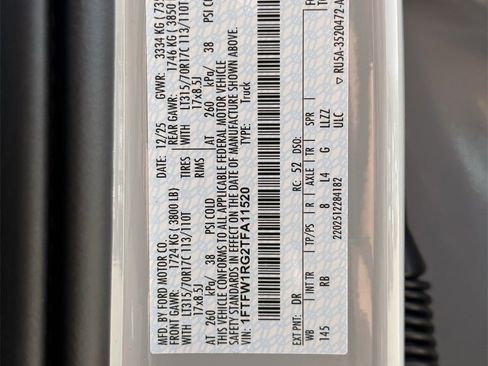 MFD. BY FORD MOTOR CO.
DATE: 12/25
GVWR: 3334 KG (
FRONT GAWR: 1724 KG ( 3800 LB)
REAR GAWR: 1746 KG ( 3850
LT315/70R17C 113/110T
TIRES WITH
LT315/70R17C 113/110T
17x8.5J
RIMS
17x8.5J
AT 260 kPa/ 38 PSI COLD
AT 260 kPa/ 38 PSI CO
THIS VEHICLE CONFORMS TO ALL APPLICABLE FEDERAL MOTOR VEHICLE
SAFETY STANDARDS IN EFFECT ON THE DATE OF MANUFACTURE SHOWN ABOVE.
VIN: 1FTFW1RG2TFA11520
TYPE: Truck
EXT PNT: DR
RC: 52
DSO:
WB INT TR TP/PS R AXLE TR SPR
145 RB 8 L4 G LLZZ
2202512284182
ULC
▽ RU5A-3520472-A